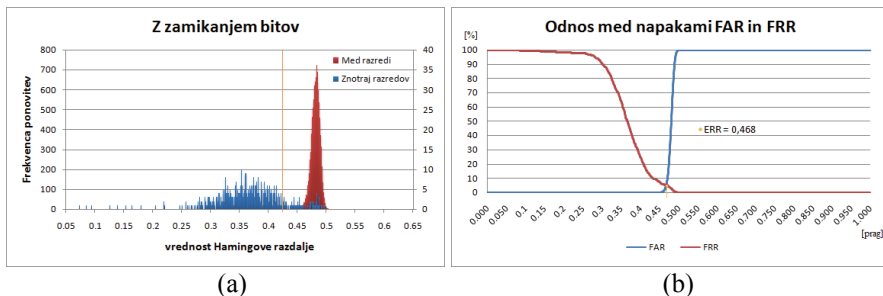 Z zamikanjem bitov
Frekvenca ponovitev
800
700
600
500
400
300
200
100
0
40
35
30
25
20
15
10
5
0
Med razredi
Znotraj razredov
0.05 0.1 0.15 0.2 0.25 0.3 0.35 0.4 0.45 0.5 0.55 0.6 0.65
vrednost Hamingove razdalje
(a)
Odnos med napakami FAR in FRR
[%]
100
90
80
70
60
50
40
30
20
10
0
ERR = 0,468
0.000 0.05 0.1 0.15 0.2 0.25 0.3 0.35 0.4 0.45 0.500 0.550 0.600 0.650 0.700 0.750 0.800 0.850 0.900 0.950 1.000
[prag]
FAR FRR
(b)